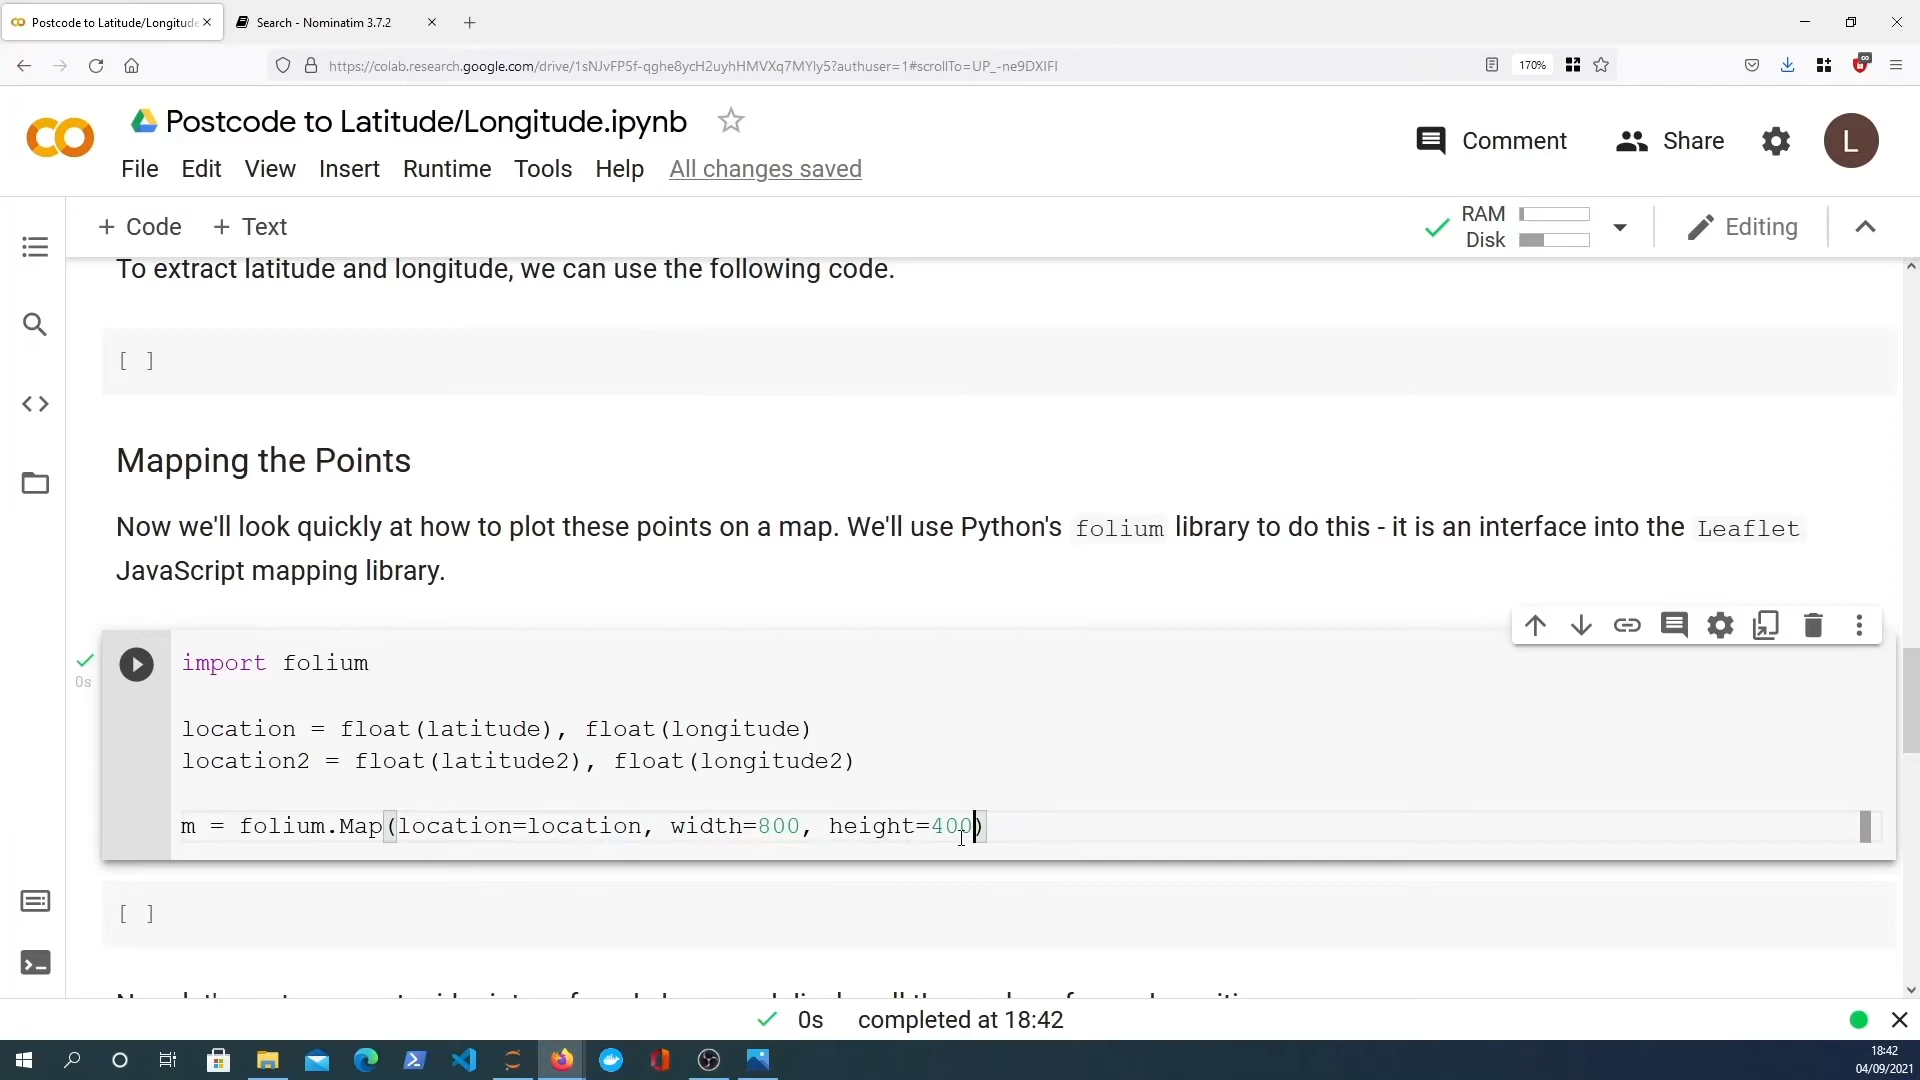 Postcode to Latitude/Longitude
Search - Nominatim 3.7.2
https://colab.research.google.com/drive/1sNJvFP5f-qghe8ycH2uyhHMVXq7MYly5?authuser=1#scrollTo=UP_-ne9DXIFI
170%
Postcode to Latitude/Longitude.ipynb
Comment
Share
L
File Edit View Insert Runtime Tools Help All changes saved
+ Code + Text
RAM
Disk
Editing
To extract latitude and longitude, we can use the following code.
[ ]
Mapping the Points
Now we'll look quickly at how to plot these points on a map. We'll use Python's folium library to do this - it is an interface into the Leaflet
JavaScript mapping library.
0s
import folium
location = float(latitude), float(longitude)
location2 = float(latitude2), float(longitude2)
m = folium.Map(location=location, width=800, height=400)
[ ]
0s completed at 18:42
18:42
04/09/2021